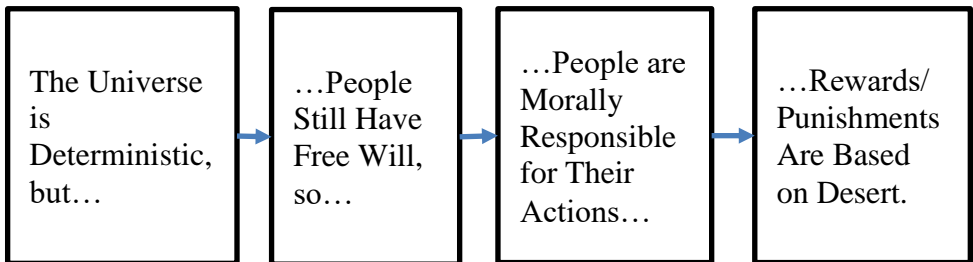 The Universe
is
Deterministic,
but…
…People
Still Have
Free Will,
so…
…People are
Morally
Responsible
for Their
Actions…
…Rewards/
Punishments
Are Based
on Desert.